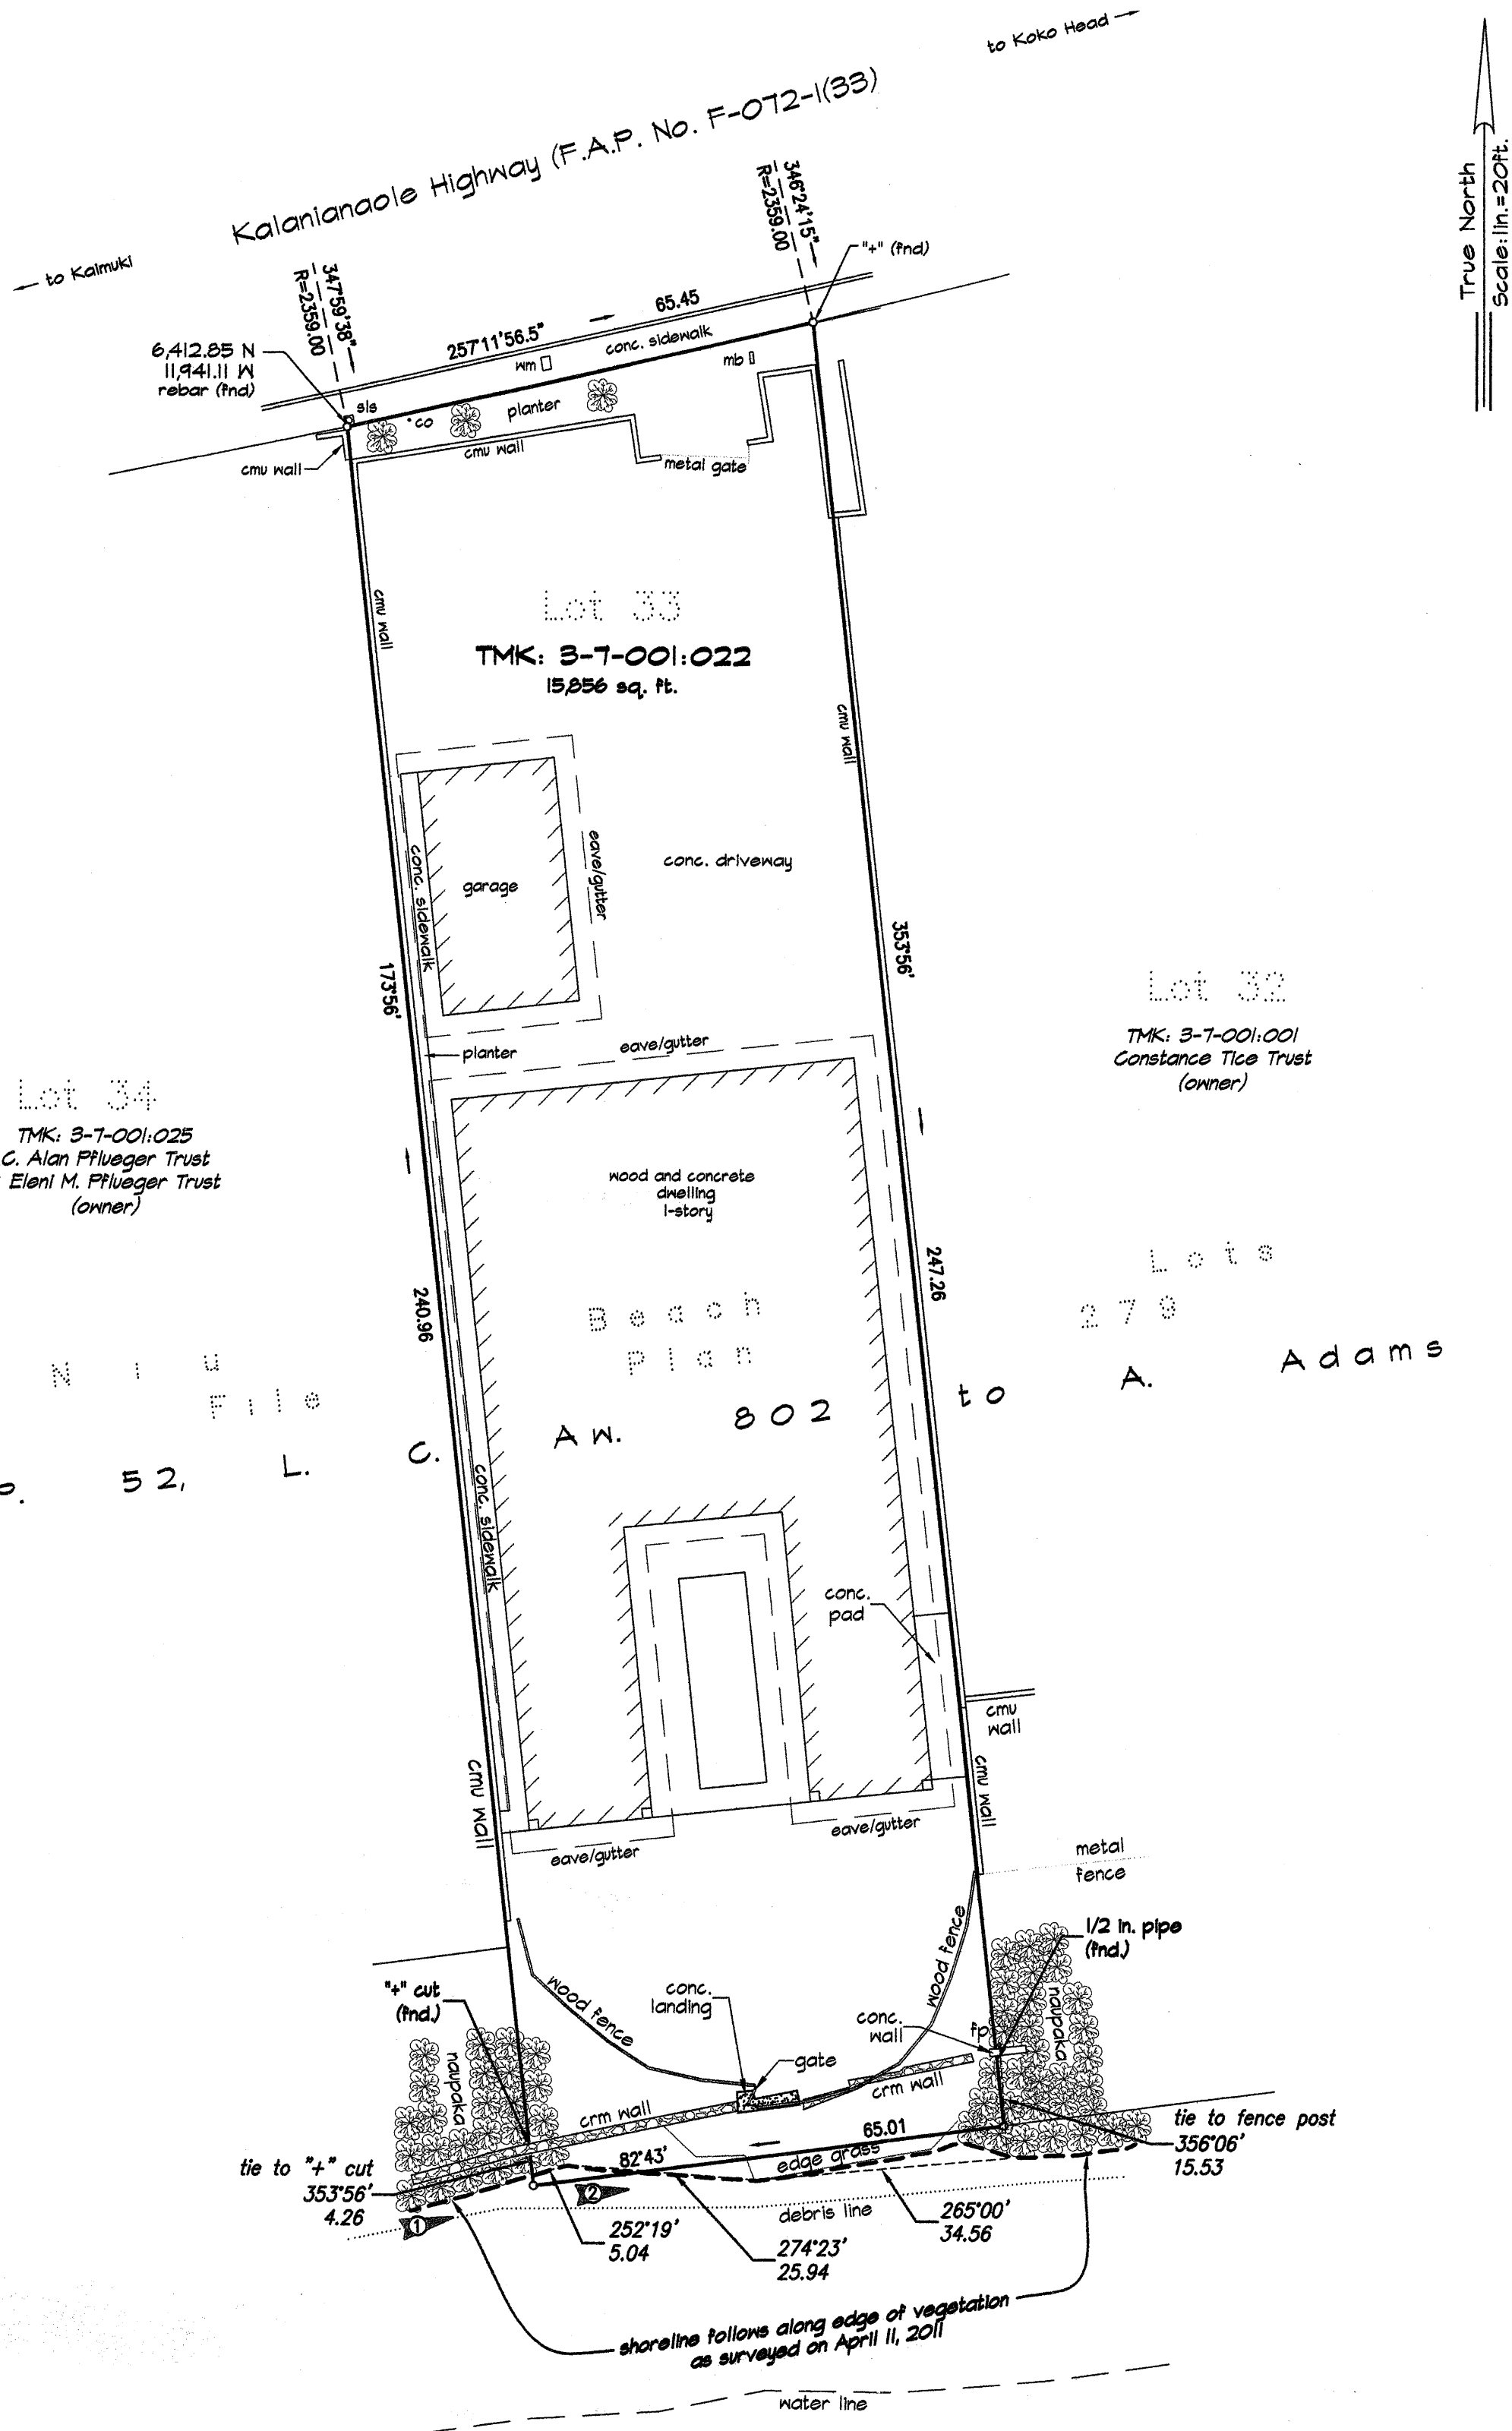 to Koko Head
Kalanianaole Highway (F.A.P. No. F-072-1(33)
to Kaimuki
True North
Scale:1in.=20ft.
346°24'15"
R=2359.00
"+" (fnd)
347°59'38"
R=2359.00
6,412.85 N
11,941.11 W
rebar (fnd)
257°11'56.5"
65.45
conc. sidewalk
wm
mb
sls
co
planter
cmu wall
cmu wall
metal gate
cmu wall
Lot 33
TMK: 3-7-001:022
15,856 sq. ft.
cmu wall
conc. sidewalk
garage
eave/gutter
conc. driveway
173°56'
353°56'
planter
eave/gutter
Lot 32
TMK: 3-7-001:001
Constance Tice Trust
(owner)
Lot 34
TMK: 3-7-001:025
C. Alan Pflueger Trust
Eleni M. Pflueger Trust
(owner)
wood and concrete
dwelling
1-story
240.96
247.26
Niu Beach Lots
File Plan 279
P. 52, L. C. Aw. 802 to A. Adams
conc. sidewalk
conc.
pad
cmu
wall
cmu wall
cmu wall
eave/gutter
eave/gutter
metal
fence
1/2 in. pipe
(fnd.)
"+" cut
(fnd.)
wood fence
wood fence
conc.
landing
gate
conc.
wall
fp
naupaka
naupaka
crm wall
crm wall
65.01
82°43'
edge grass
tie to fence post
356°06'
15.53
tie to "+" cut
353°56'
4.26
1
2
debris line
252°19'
5.04
274°23'
25.94
265°00'
34.56
shoreline follows along edge of vegetation
as surveyed on April 11, 2011
water line